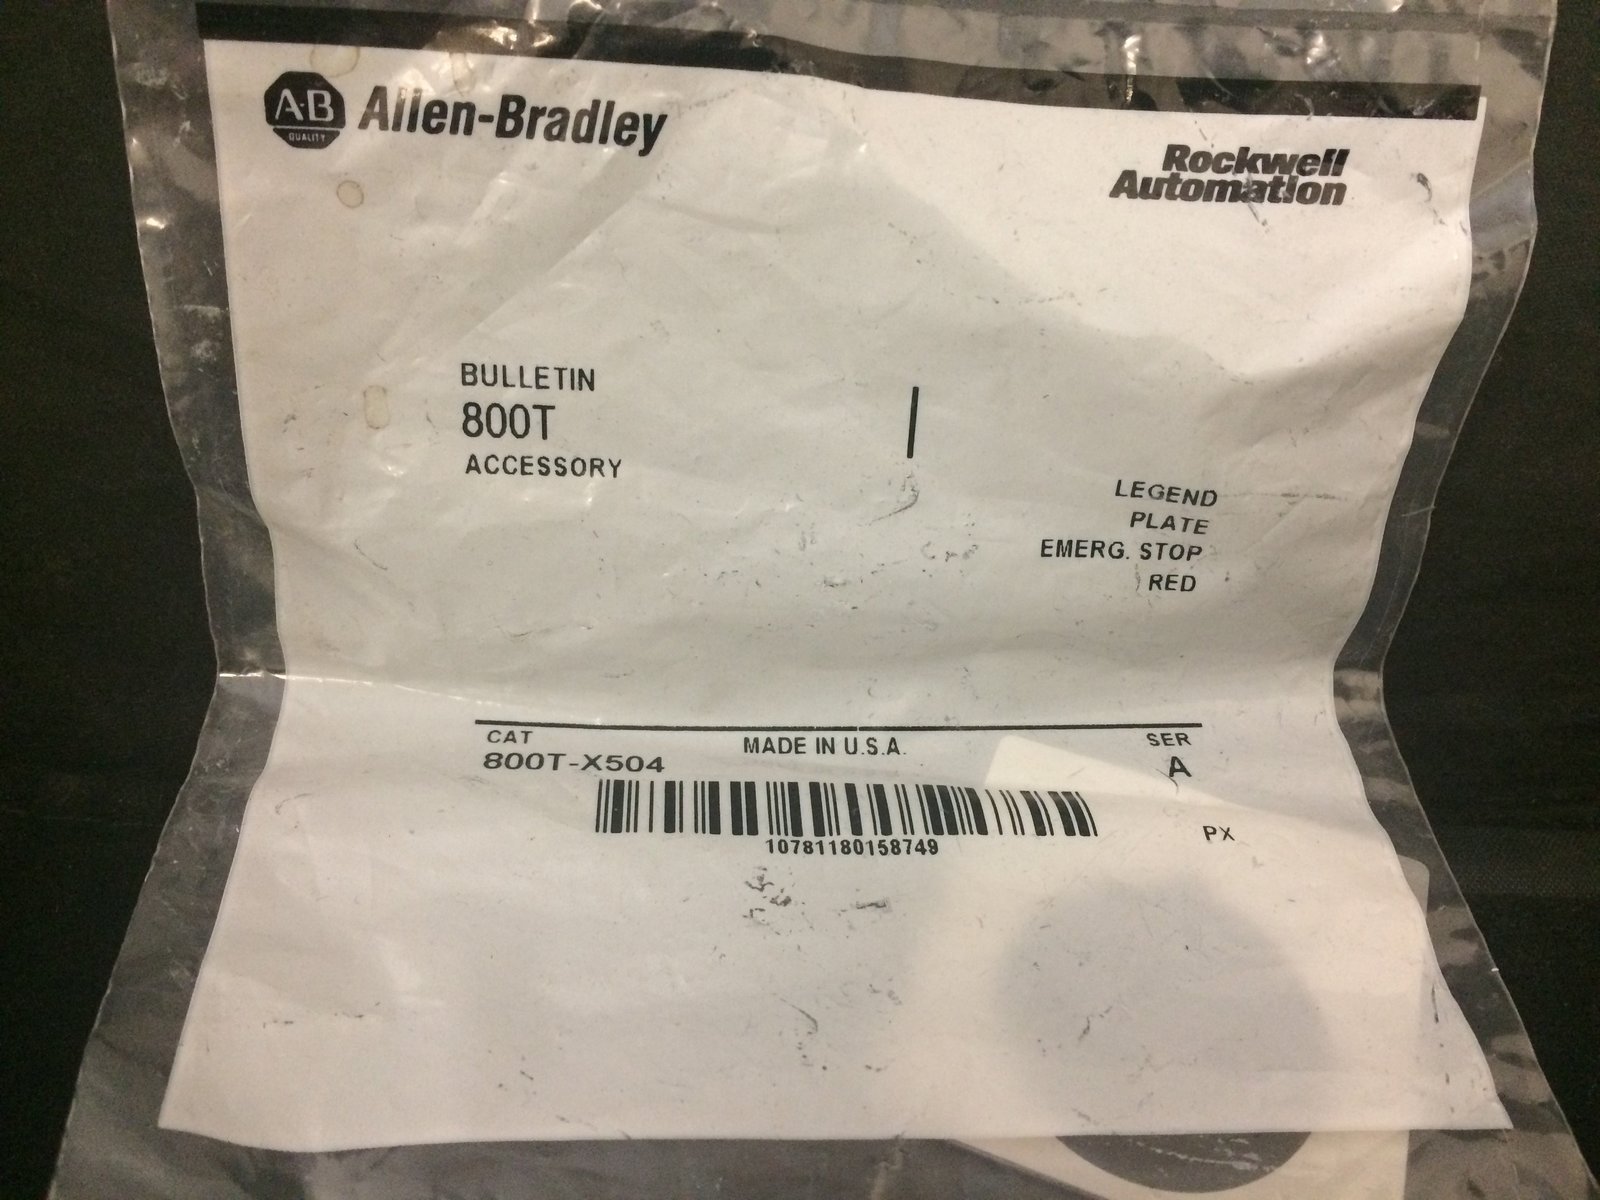 A-B
QUALITY
Allen-Bradley
Rockwell
Automation
BULLETIN
800T
ACCESSORY
LEGEND
PLATE
EMERG. STOP
RED
CAT
800T-X504
MADE IN U.S.A.
SER
A
10781180158749
PX